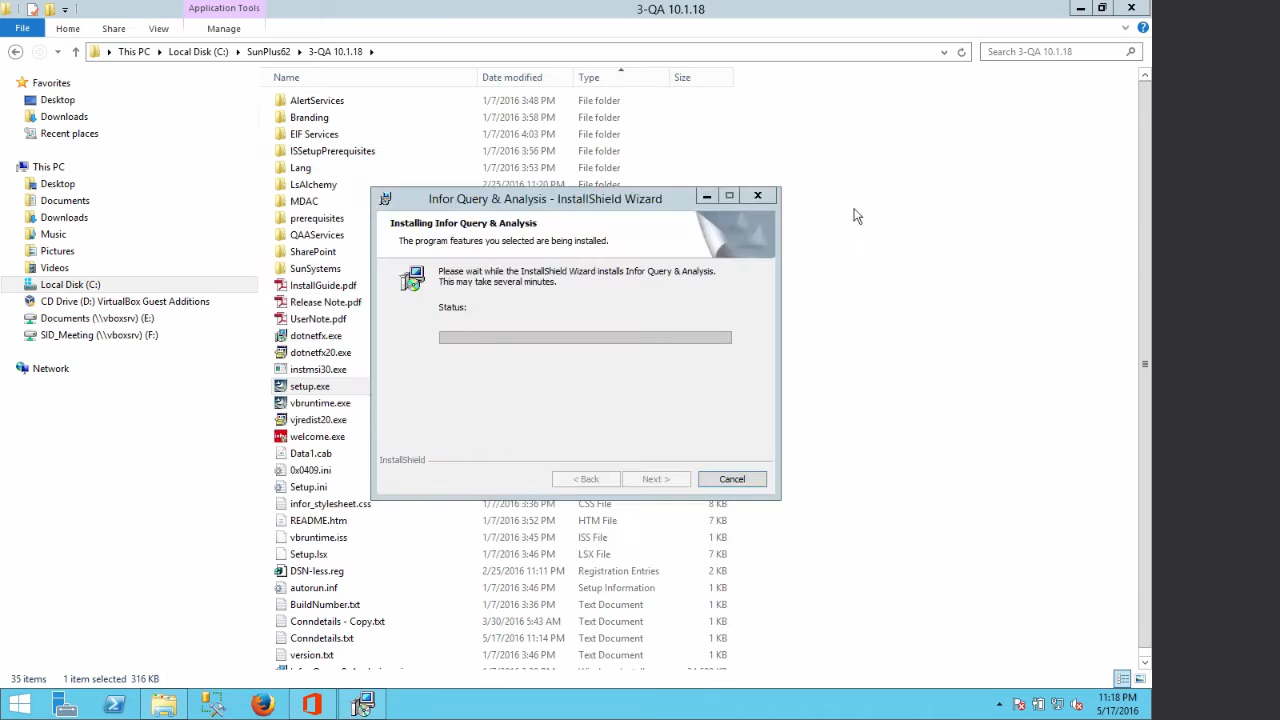 Application Tools
3-QA 10.1.18
File Home Share View Manage
This PC Local Disk (C:) SunPlus62 3-QA 10.1.18
Search 3-QA 10.1.18
Favorites
Desktop
Downloads
Recent places
This PC
Desktop
Documents
Downloads
Music
Pictures
Videos
Local Disk (C:)
CD Drive (D:) VirtualBox Guest Additions
Documents (\\vboxsrv) (E:)
SID_Meeting (\\vboxsrv) (F:)
Network
Name Date modified Type Size
AlertServices 1/7/2016 3:48 PM File folder
Branding 1/7/2016 3:58 PM File folder
EIF Services 1/7/2016 4:03 PM File folder
ISSetupPrerequisites 1/7/2016 3:56 PM File folder
Lang 1/7/2016 3:53 PM File folder
LsAlchemy 2/25/2016 11:20 PM File folder
MDAC
prerequisites
QAAServices
SharePoint
SunSystems
InstallGuide.pdf
Release Note.pdf
UserNote.pdf
dotnetfx.exe
dotnetfx20.exe
instmsi30.exe
setup.exe
vbruntime.exe
vjredist20.exe
welcome.exe
Data1.cab
0x0409.ini
Setup.ini
infor_stylesheet.css 1/7/2016 3:36 PM CSS File 8 KB
README.htm 1/7/2016 3:52 PM HTM File 7 KB
vbruntime.iss 1/7/2016 3:45 PM ISS File 1 KB
Setup.lsx 1/7/2016 3:46 PM LSX File 7 KB
DSN-less.reg 2/25/2016 11:11 PM Registration Entries 2 KB
autorun.inf 1/7/2016 3:46 PM Setup Information 1 KB
BuildNumber.txt 1/7/2016 3:36 PM Text Document 1 KB
Conndetails - Copy.txt 3/30/2016 5:43 AM Text Document 1 KB
Conndetails.txt 5/17/2016 11:14 PM Text Document 1 KB
version.txt 1/7/2016 3:46 PM Text Document 1 KB
Infor Query & Analysis - InstallShield Wizard
Installing Infor Query & Analysis
The program features you selected are being installed.
Please wait while the InstallShield Wizard installs Infor Query & Analysis.
This may take several minutes.
Status:
InstallShield
< Back Next > Cancel
35 items 1 item selected 316 KB
11:18 PM
5/17/2016